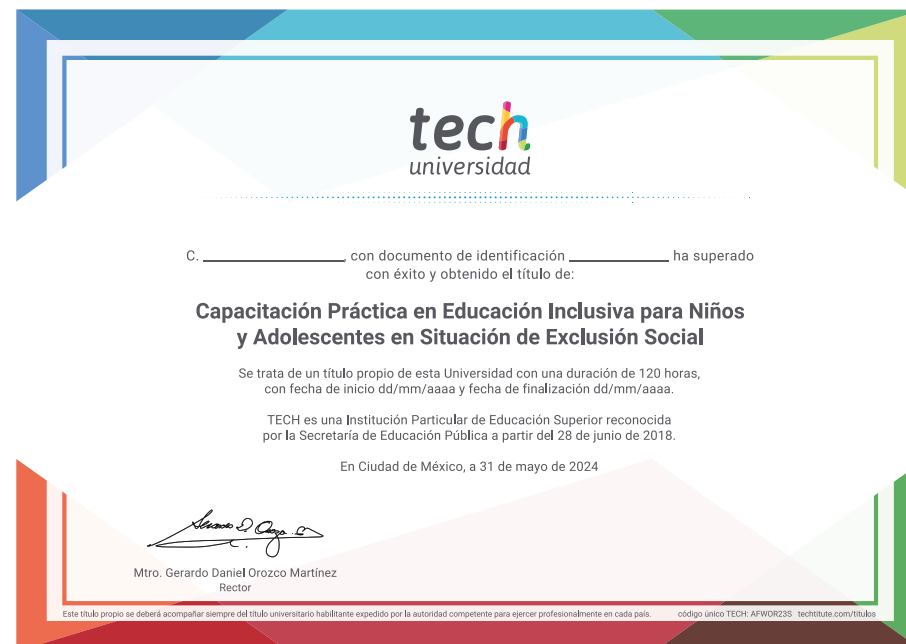 tech
universidad
C. ____________________, con documento de identificación ______________ ha superado
con éxito y obtenido el título de:
Capacitación Práctica en Educación Inclusiva para Niños
y Adolescentes en Situación de Exclusión Social
Se trata de un título propio de esta Universidad con una duración de 120 horas,
con fecha de inicio dd/mm/aaaa y fecha de finalización dd/mm/aaaa.
TECH es una Institución Particular de Educación Superior reconocida
por la Secretaría de Educación Pública a partir del 28 de junio de 2018.
En Ciudad de México, a 31 de mayo de 2024
Mtro. Gerardo Daniel Orozco Martínez
Rector
Este título propio se deberá acompañar siempre del título universitario habilitante expedido por la autoridad competente para ejercer profesionalmente en cada país. código único TECH: AFWOR23S techtitute.com/titulos